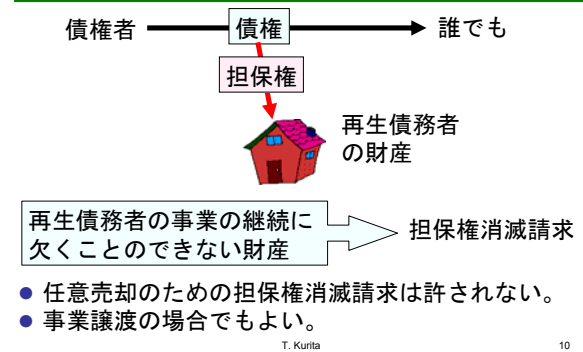 債権者 債権 誰でも
担保権
再生債務者
の財産
再生債務者の事業の継続に
欠くことのできない財産
担保権消滅請求
● 任意売却のための担保権消滅請求は許されない。
● 事業譲渡の場合でもよい。
T. Kurita 10